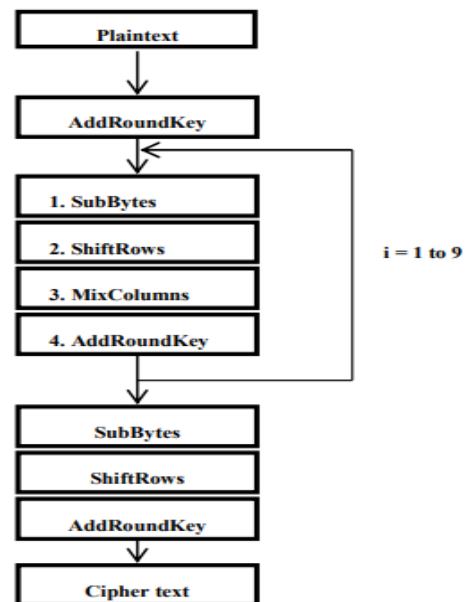 Plaintext
AddRoundKey
1. SubBytes
2. ShiftRows
3. MixColumns
4. AddRoundKey
i = 1 to 9
SubBytes
ShiftRows
AddRoundKey
Cipher text